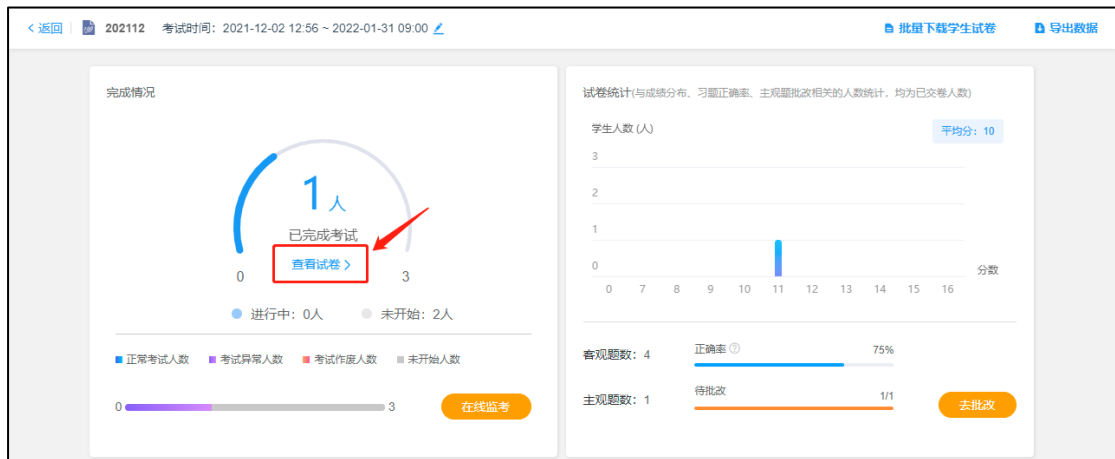 <返回 202112 考试时间：2021-12-02 12:56 ~ 2022-01-31 09:00 批量下载学生试卷 导出数据
完成情况
1人
已完成考试
查看试卷 >
0 3
进行中：0人 未开始：2人
正常考试人数 考试异常人数 考试作废人数 未开始人数
0 3 在线监考
试卷统计(与成绩分布、习题正确率、主观题批改相关的人数统计，均为已交卷人数)
学生人数 (人) 平均分：10
3
2
1
0
分数
0 7 8 9 10 11 12 13 14 15 16
客观题数：4 正确率 ? 75%
主观题数：1 待批改 1/1 去批改